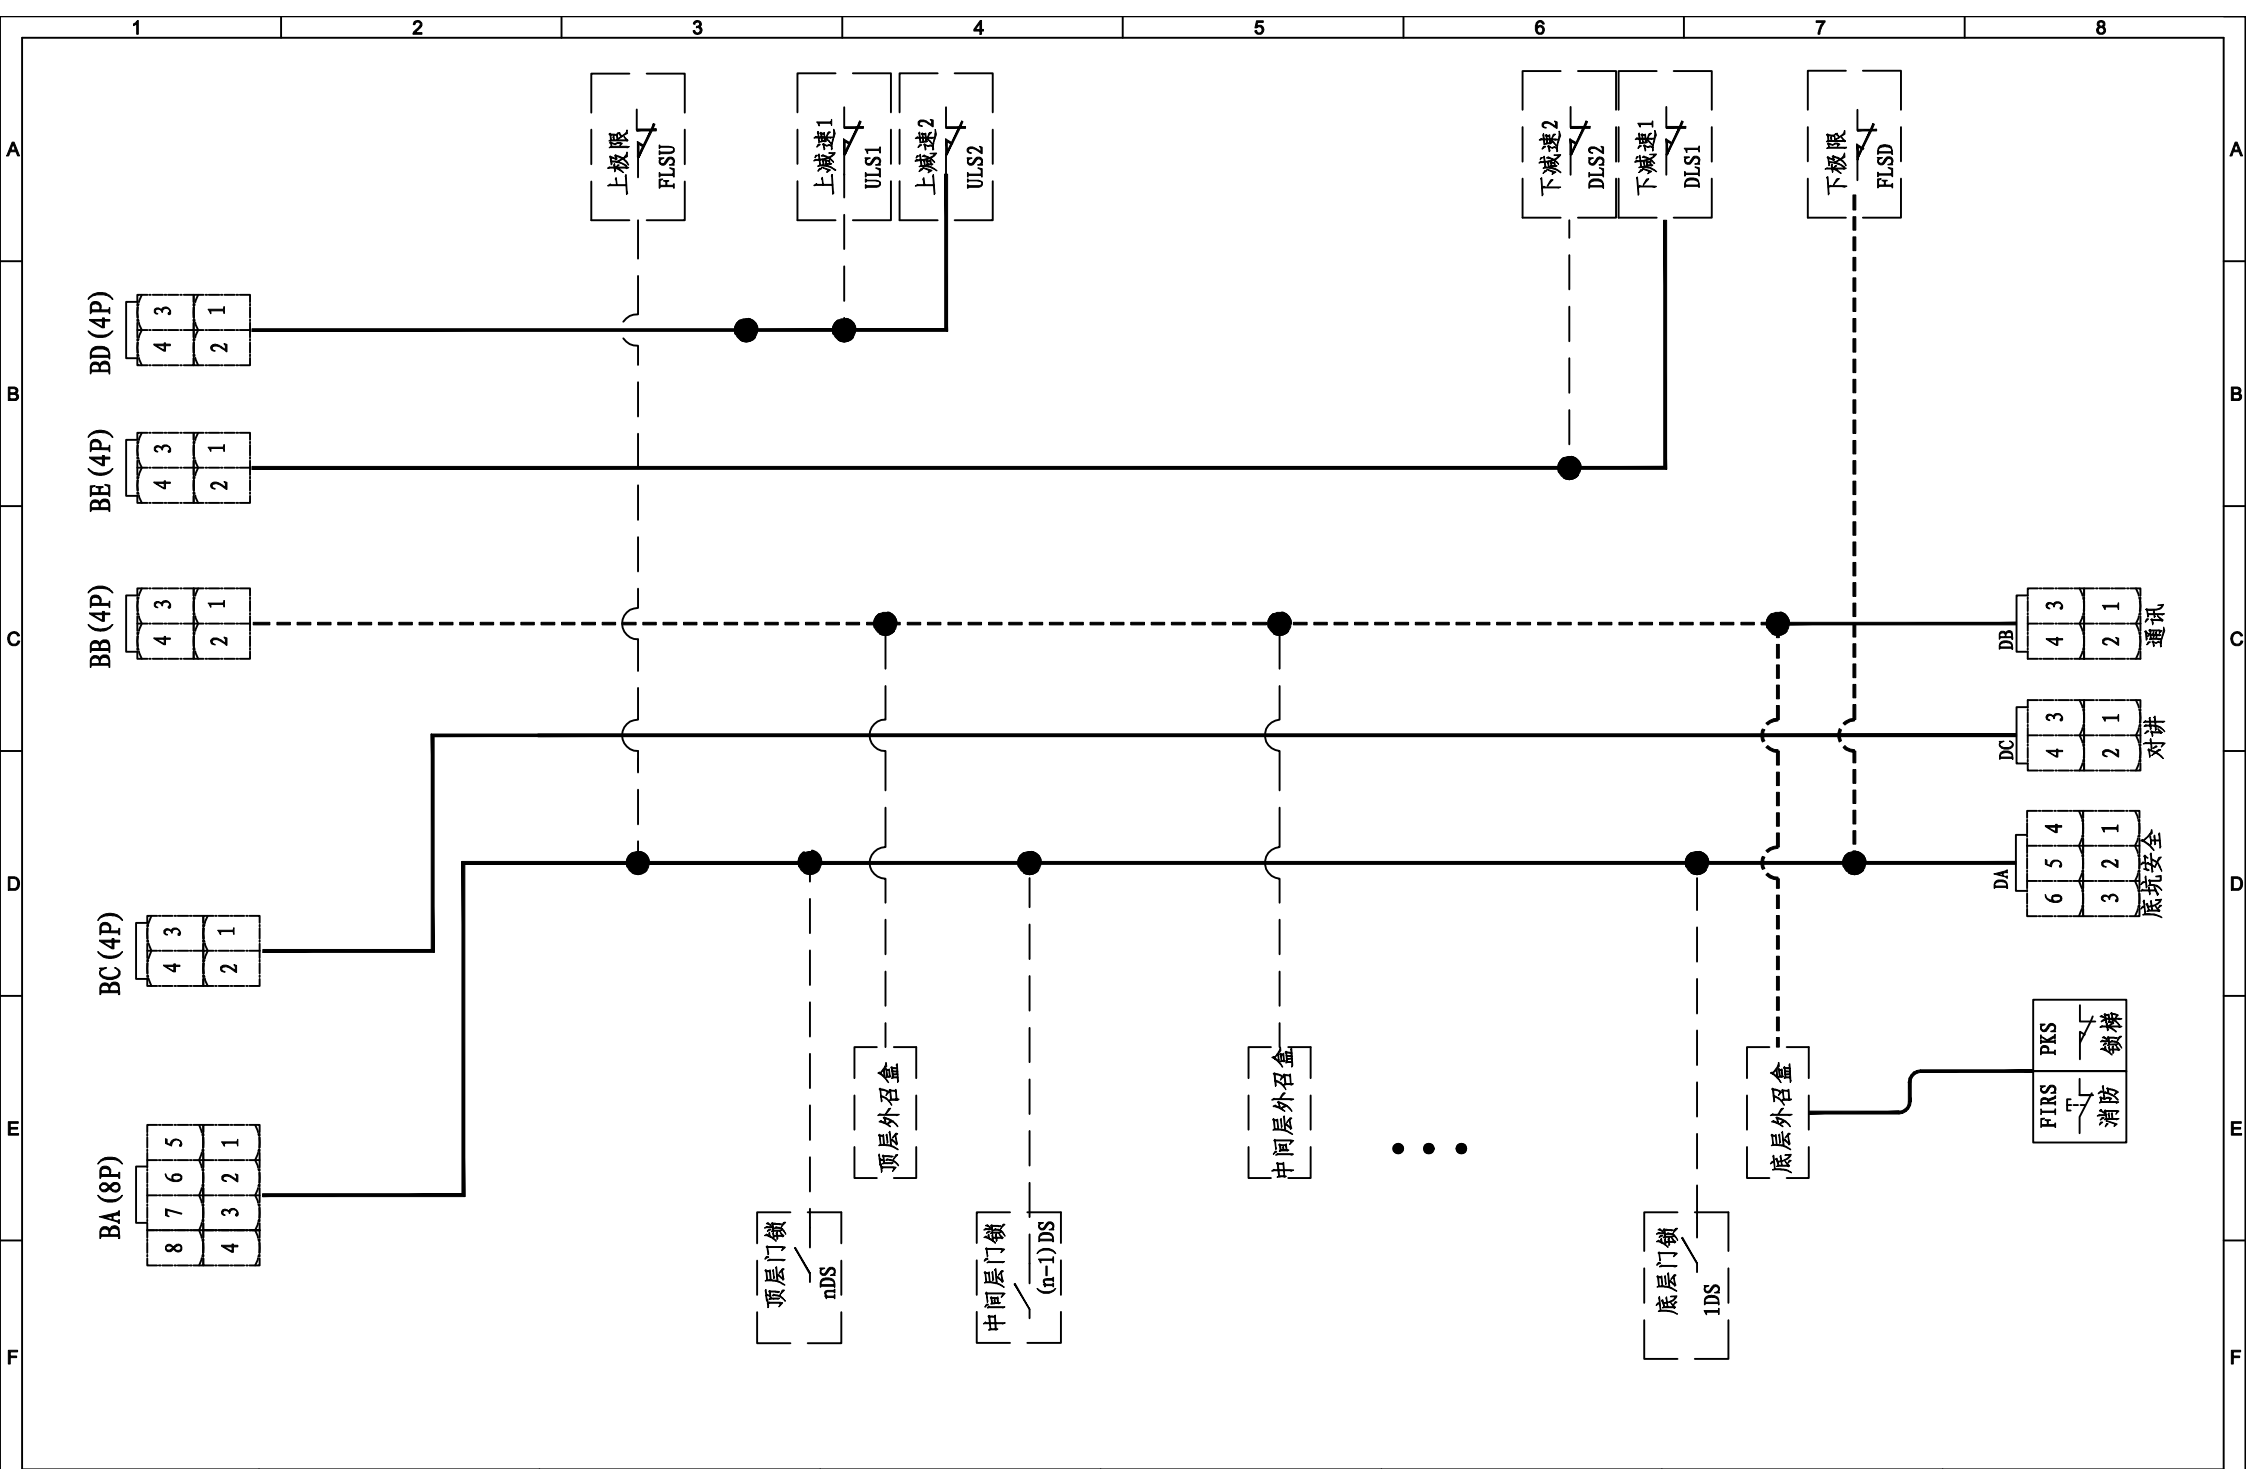 1 2 3 4 5 6 7 8
A
上极限
FLSU
上减速1
ULS1
上减速2
ULS2
下减速2
DLS2
下减速1
DLS1
下极限
FLSD
A
BD(4P)
3 1
4 2
B
B
BE(4P)
3 1
4 2
BB(4P)
3 1
4 2
C
DB
3 1
4 2
通讯
C
DC
3 1
4 2
对讲
D
DA
4 1
5 2
6 3
底坑安全
D
BC(4P)
3 1
4 2
PKS
锁梯
FIRS
消防
顶层外召盒
中间层外召盒
底层外召盒
E
E
BA(8P)
5 1
6 2
7 3
8 4
顶层门锁
nDS
中间层门锁
(n-1)DS
底层门锁
1DS
F
F